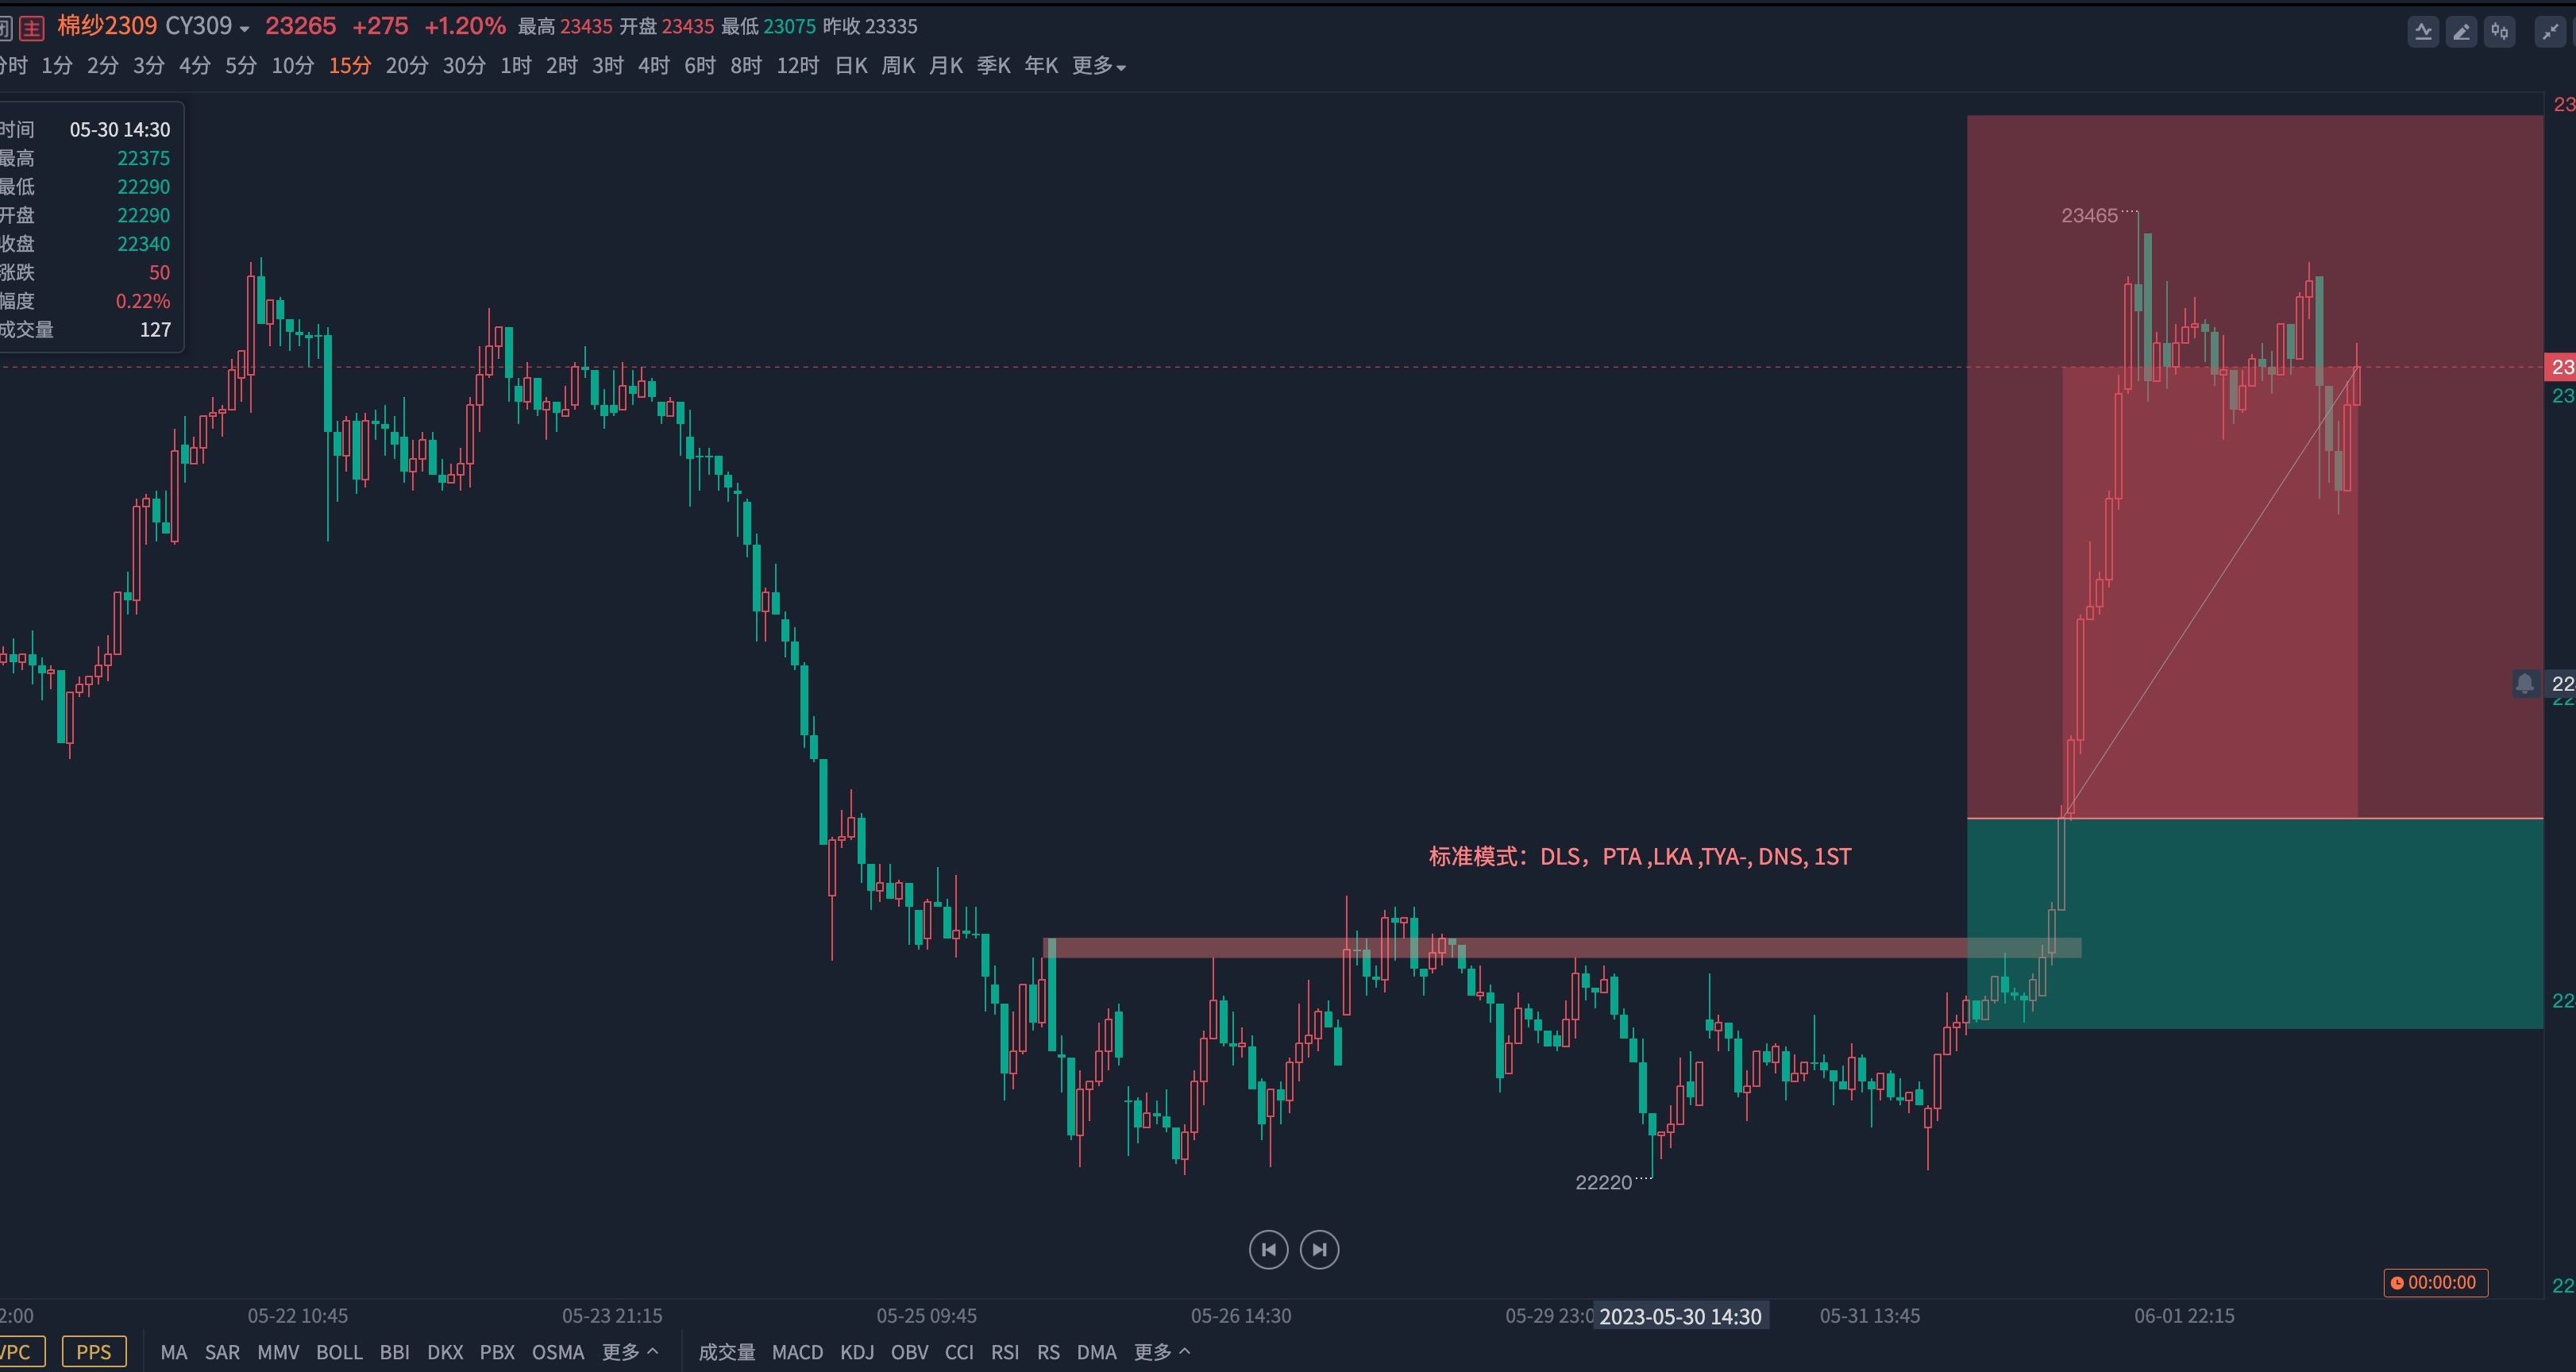 主 棉纱2309 CY309 23265 +275 +1.20% 最高 23435 开盘 23435 最低 23075 昨收 23335
分时 1分 2分 3分 4分 5分 10分 15分 20分 30分 1时 2时 3时 4时 6时 8时 12时 日K 周K 月K 季K 年K 更多
时间 05-30 14:30
最高 22375
最低 22290
开盘 22290
收盘 22340
涨跌 50
幅度 0.22%
成交量 127
23465
标准模式：DLS，PTA ,LKA ,TYA-, DNS, 1ST
22220
23
23
23
22
22
22
22
00:00:00
2:00 05-22 10:45 05-23 21:15 05-25 09:45 05-26 14:30 05-29 23:0 2023-05-30 14:30 05-31 13:45 06-01 22:15
VPC PPS MA SAR MMV BOLL BBI DKX PBX OSMA 更多 成交量 MACD KDJ OBV CCI RSI RS DMA 更多